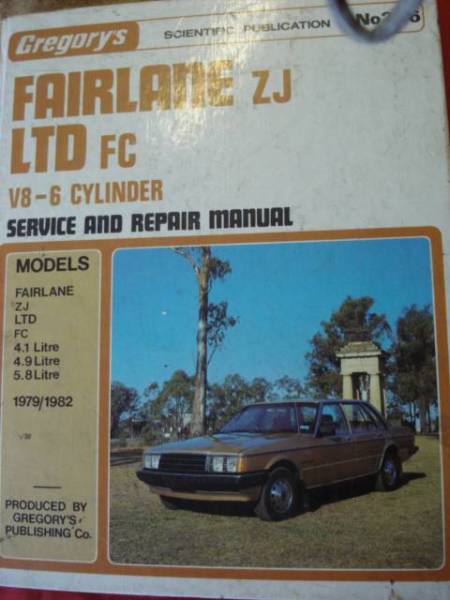 Gregory's
SCIENTIFIC PUBLICATION
FAIRLANE ZJ
LTD FC
V8-6 CYLINDER
SERVICE AND REPAIR MANUAL
MODELS
FAIRLANE
ZJ
LTD
FC
4.1 Litre
4.9 Litre
5.8 Litre
1979/1982
PRODUCED BY
GREGORY'S
PUBLISHING Co.